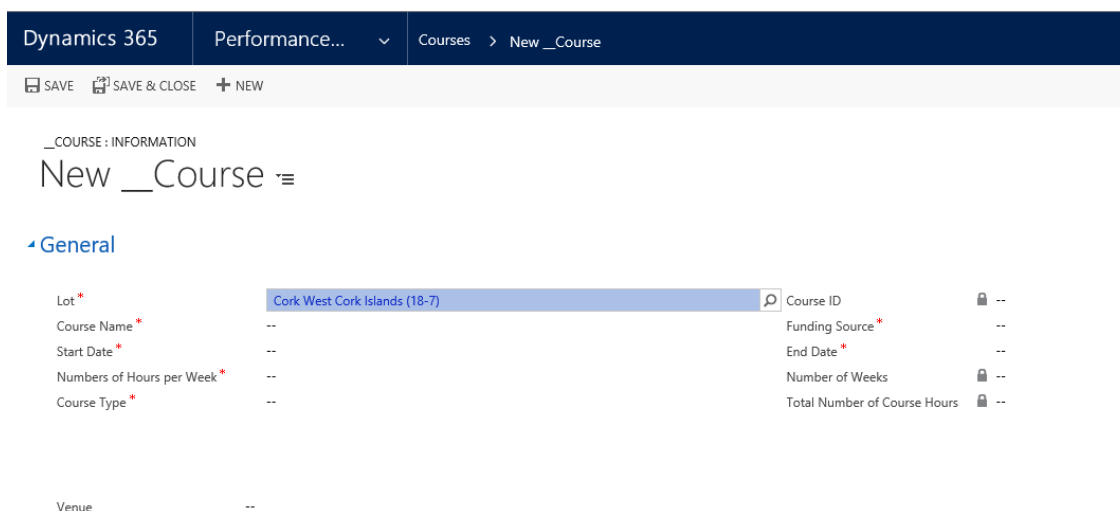 Dynamics 365 Performance... Courses > New __Course
SAVE SAVE & CLOSE + NEW
__COURSE : INFORMATION
New __Course
General
Lot * Cork West Cork Islands (18-7) Course ID --
Course Name * -- Funding Source * --
Start Date * -- End Date * --
Numbers of Hours per Week * -- Number of Weeks --
Course Type * -- Total Number of Course Hours --
Venue --